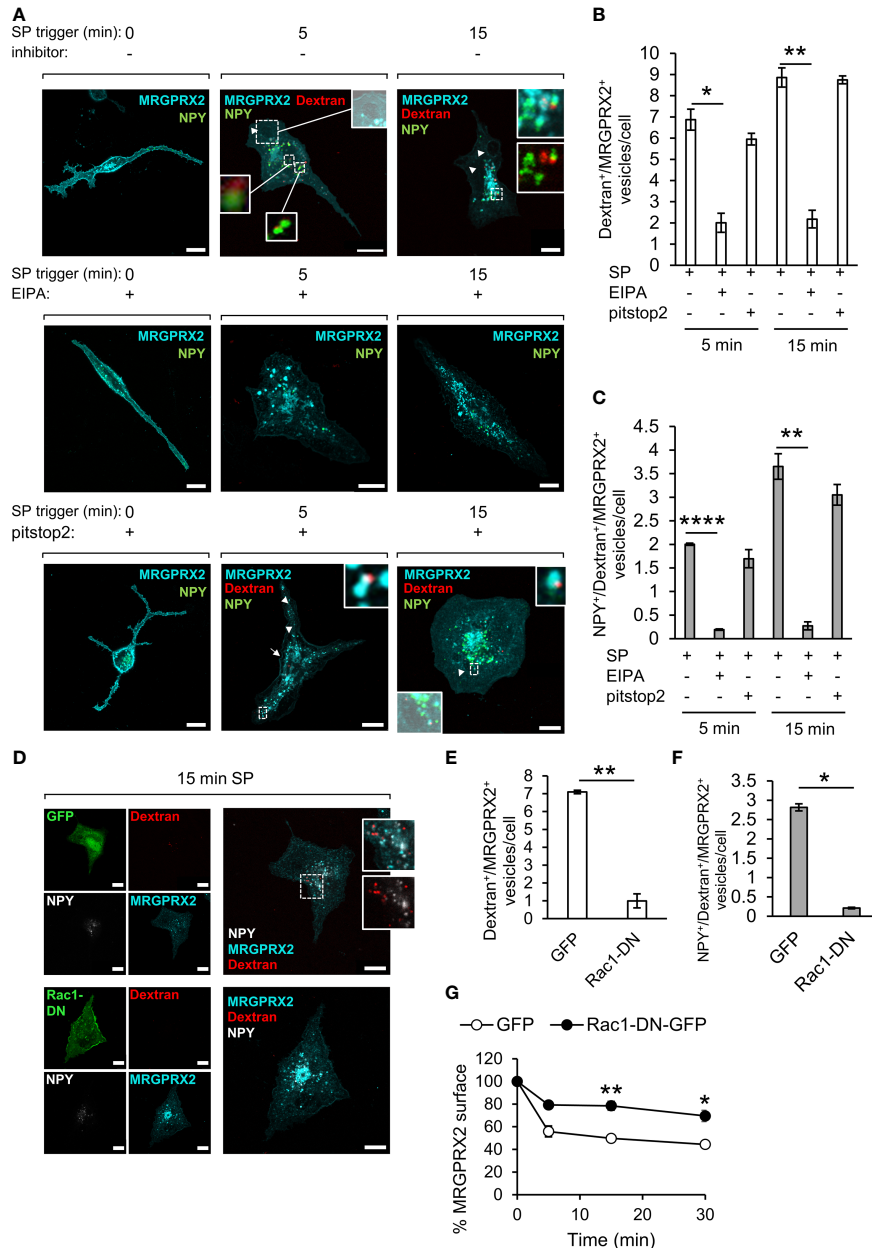 A
SP trigger (min): 0 5 15
inhibitor: - - -
MRGPRX2
NPY
MRGPRX2 Dextran
NPY
MRGPRX2
Dextran
NPY
SP trigger (min): 0 5 15
EIPA: + + +
MRGPRX2
NPY
MRGPRX2
NPY
MRGPRX2
NPY
SP trigger (min): 0 5 15
pitstop2: + + +
MRGPRX2
NPY
MRGPRX2
Dextran
NPY
MRGPRX2
Dextran
NPY
B
Dextran+/MRGPRX2+
vesicles/cell
10
9
8
7
6
5
4
3
2
1
0
*
**
SP + + + + + +
EIPA - + - - + -
pitstop2 - - + - - +
5 min 15 min
C
NPY+/Dextran+/MRGPRX2+
vesicles/cell
4.5
4
3.5
3
2.5
2
1.5
1
0.5
0
****
**
SP + + + + + +
EIPA - + - - + -
pitstop2 - - + - - +
5 min 15 min
D
15 min SP
GFP
Dextran
NPY
MRGPRX2
NPY
MRGPRX2
Dextran
Rac1-
DN
Dextran
NPY
MRGPRX2
MRGPRX2
Dextran
NPY
E
Dextran+/MRGPRX2+
vesicles/cell
8
7
6
5
4
3
2
1
0
**
GFP
Rac1-DN
F
NPY+/Dextran+/MRGPRX2+
vesicles/cell
3.5
3
2.5
2
1.5
1
0.5
0
*
GFP
Rac1-DN
G
GFP Rac1-DN-GFP
% MRGPRX2 surface
120
100
80
60
40
20
0
**
*
0 10 20 30
Time (min)